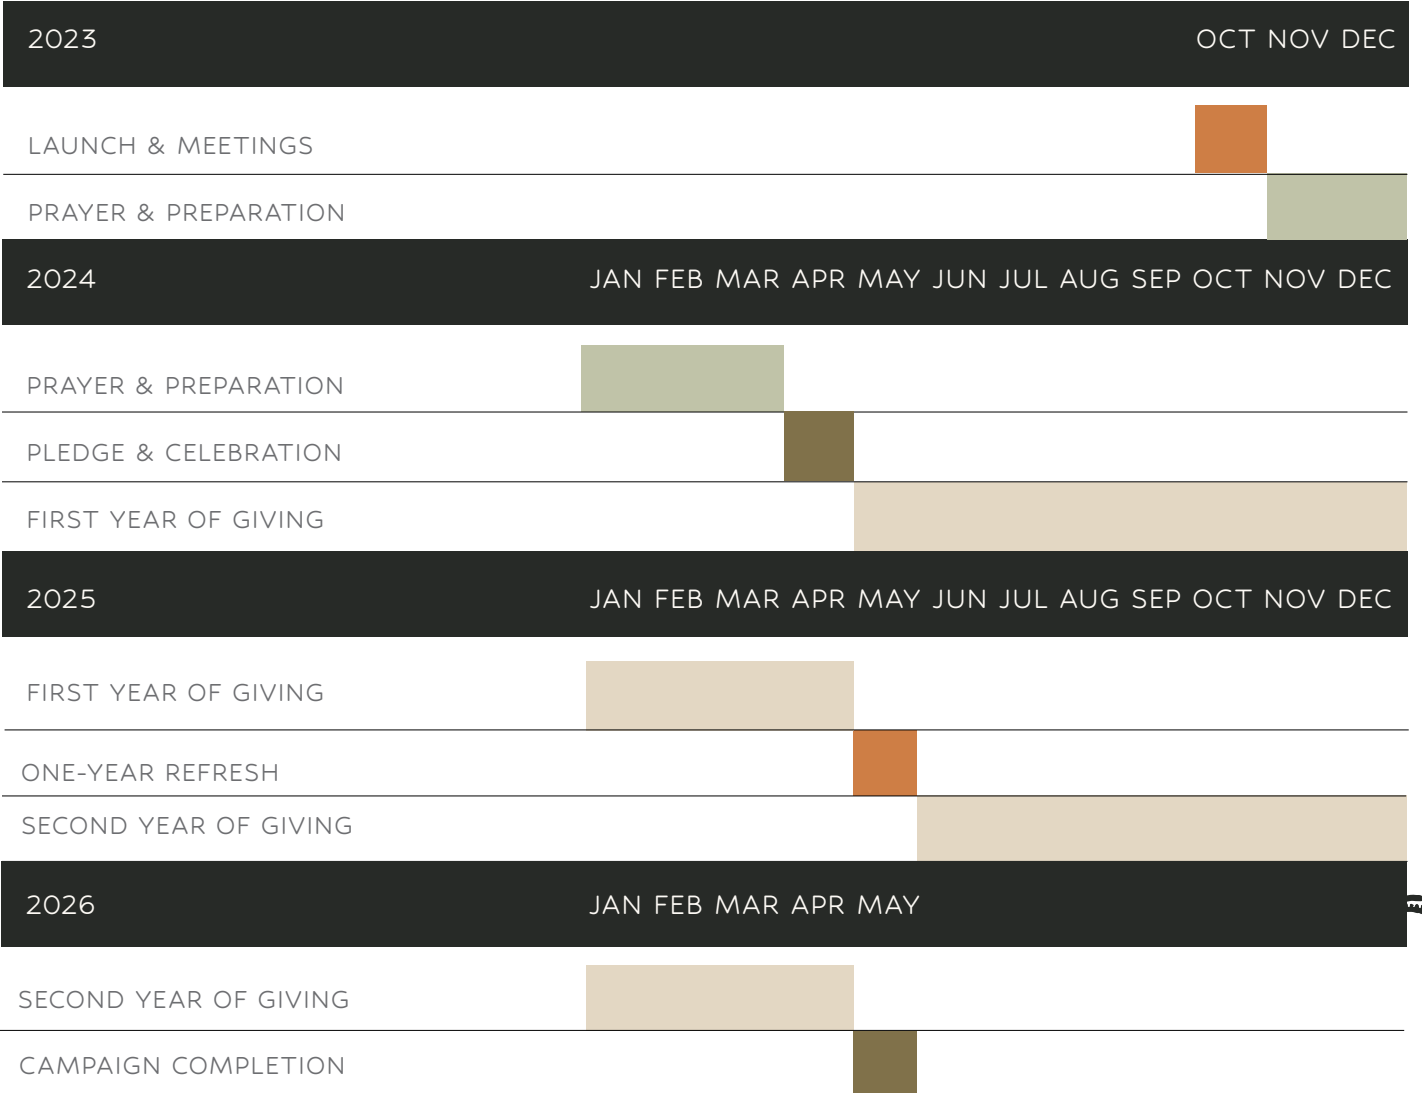 2023 OCT NOV DEC
LAUNCH & MEETINGS
PRAYER & PREPARATION
2024 JAN FEB MAR APR MAY JUN JUL AUG SEP OCT NOV DEC
PRAYER & PREPARATION
PLEDGE & CELEBRATION
FIRST YEAR OF GIVING
2025 JAN FEB MAR APR MAY JUN JUL AUG SEP OCT NOV DEC
FIRST YEAR OF GIVING
ONE-YEAR REFRESH
SECOND YEAR OF GIVING
2026 JAN FEB MAR APR MAY
SECOND YEAR OF GIVING
CAMPAIGN COMPLETION